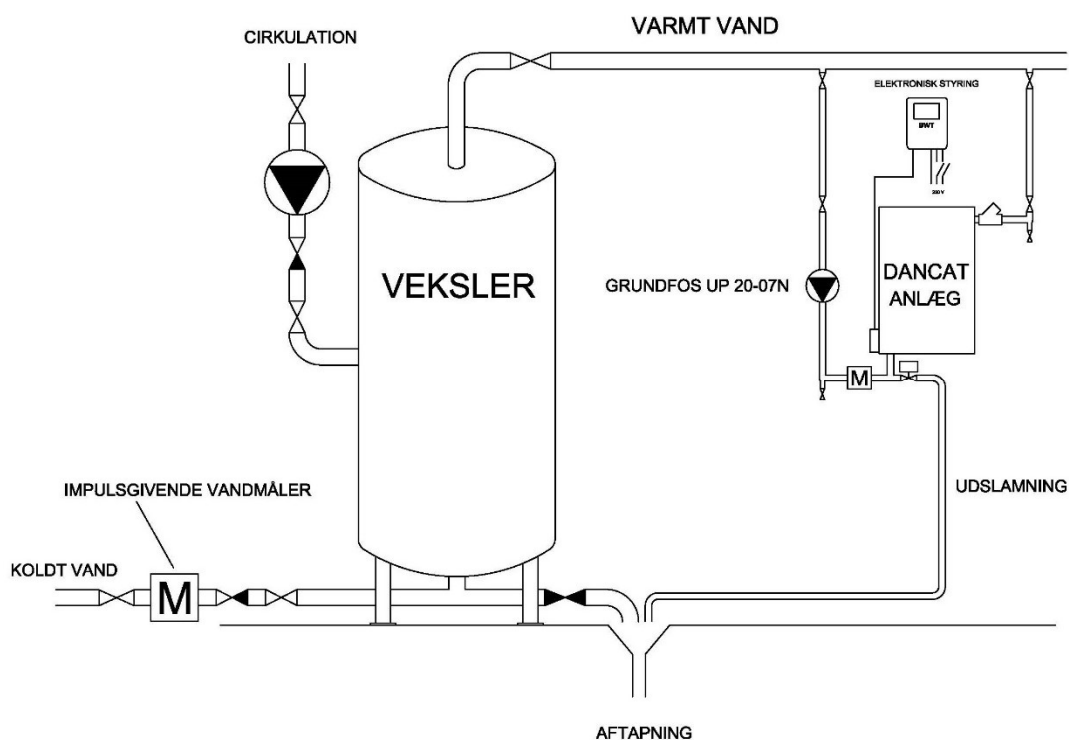 CIRKULATION
VARMT VAND
ELEKTRONISK STYRING
BWT
230 V
VEKSLER
GRUNDFOS UP 20-07N
DANCAT
ANLÆG
M
IMPULSGIVENDE VANDMÅLER
UDSLAMNING
KOLDT VAND
M
AFTAPNING